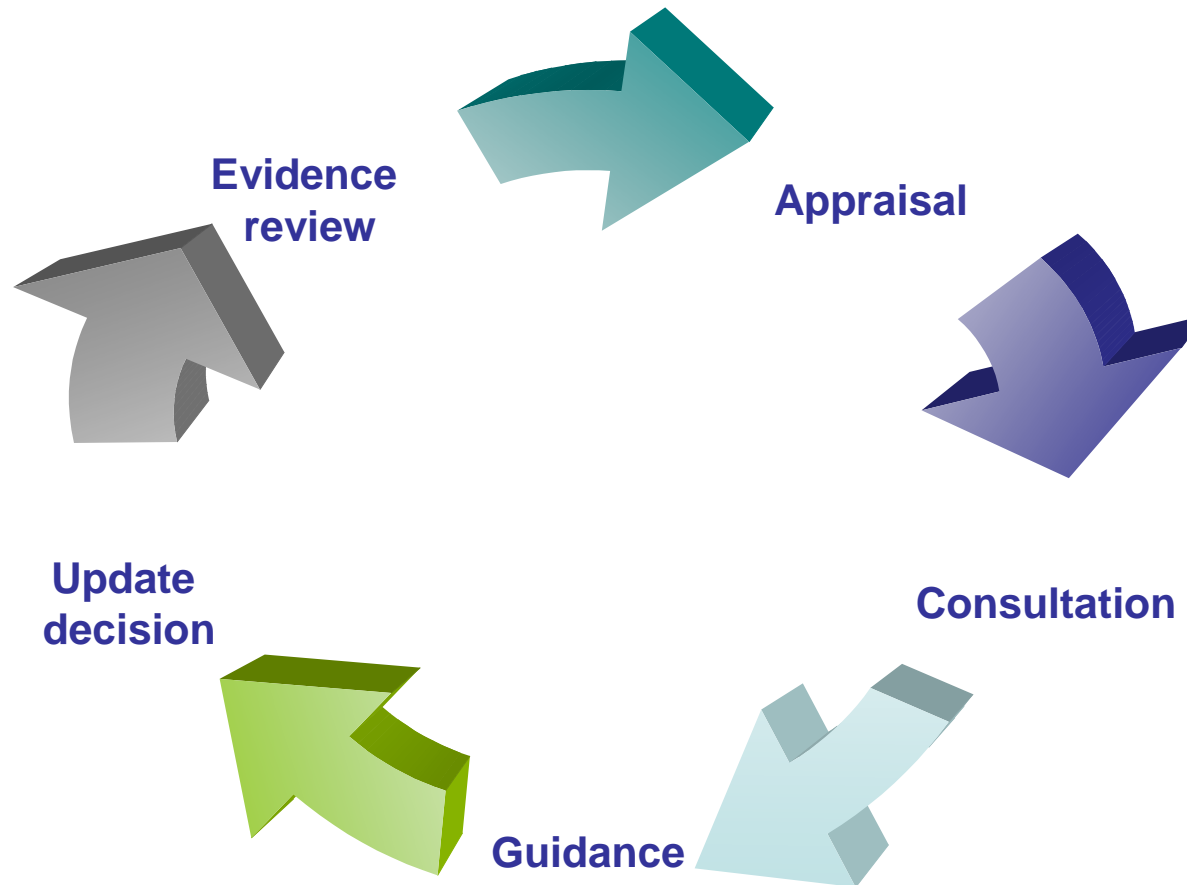 Evidence
review
Appraisal
Consultation
Guidance
Update
decision